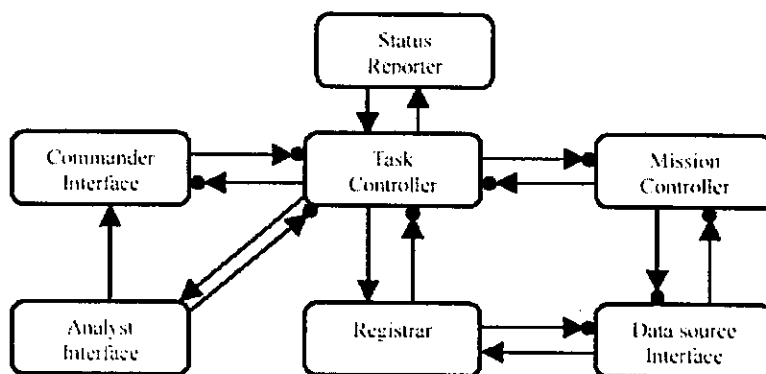 Status
Reporter
Commander
Interface
Task
Controller
Mission
Controller
Analyst
Interface
Registrar
Data source
Interface